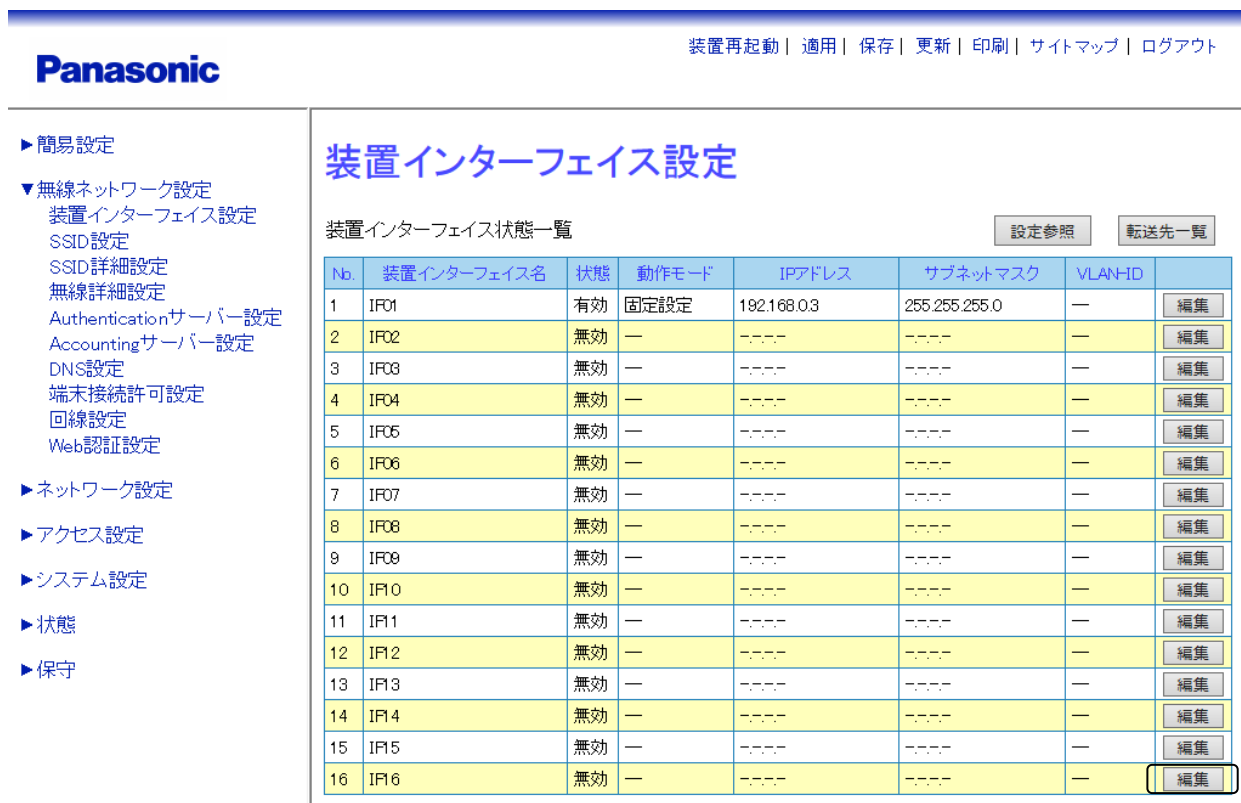 装置再起動| 適用| 保存| 更新| 印刷| サイトマップ| ログアウト
Panasonic
▶簡易設定
▼無線ネットワーク設定
装置インターフェイス設定
SSID設定
SSID詳細設定
無線詳細設定
Authenticationサーバー設定
Accountingサーバー設定
DNS設定
端末接続許可設定
回線設定
Web認証設定
▶ネットワーク設定
▶アクセス設定
▶システム設定
▶状態
▶保守
装置インターフェイス設定
装置インターフェイス状態一覧 設定参照 転送先一覧
No. 装置インターフェイス名 状態 動作モード IPアドレス サブネットマスク VLAN-ID
1 IF01 有効 固定設定 192.168.0.3 255.255.255.0 — 編集
2 IF02 無効 — -.-.-.- -.-.-.- — 編集
3 IF03 無効 — -.-.-.- -.-.-.- — 編集
4 IF04 無効 — -.-.-.- -.-.-.- — 編集
5 IF05 無効 — -.-.-.- -.-.-.- — 編集
6 IF06 無効 — -.-.-.- -.-.-.- — 編集
7 IF07 無効 — -.-.-.- -.-.-.- — 編集
8 IF08 無効 — -.-.-.- -.-.-.- — 編集
9 IF09 無効 — -.-.-.- -.-.-.- — 編集
10 IF10 無効 — -.-.-.- -.-.-.- — 編集
11 IF11 無効 — -.-.-.- -.-.-.- — 編集
12 IF12 無効 — -.-.-.- -.-.-.- — 編集
13 IF13 無効 — -.-.-.- -.-.-.- — 編集
14 IF14 無効 — -.-.-.- -.-.-.- — 編集
15 IF15 無効 — -.-.-.- -.-.-.- — 編集
16 IF16 無効 — -.-.-.- -.-.-.- — 編集